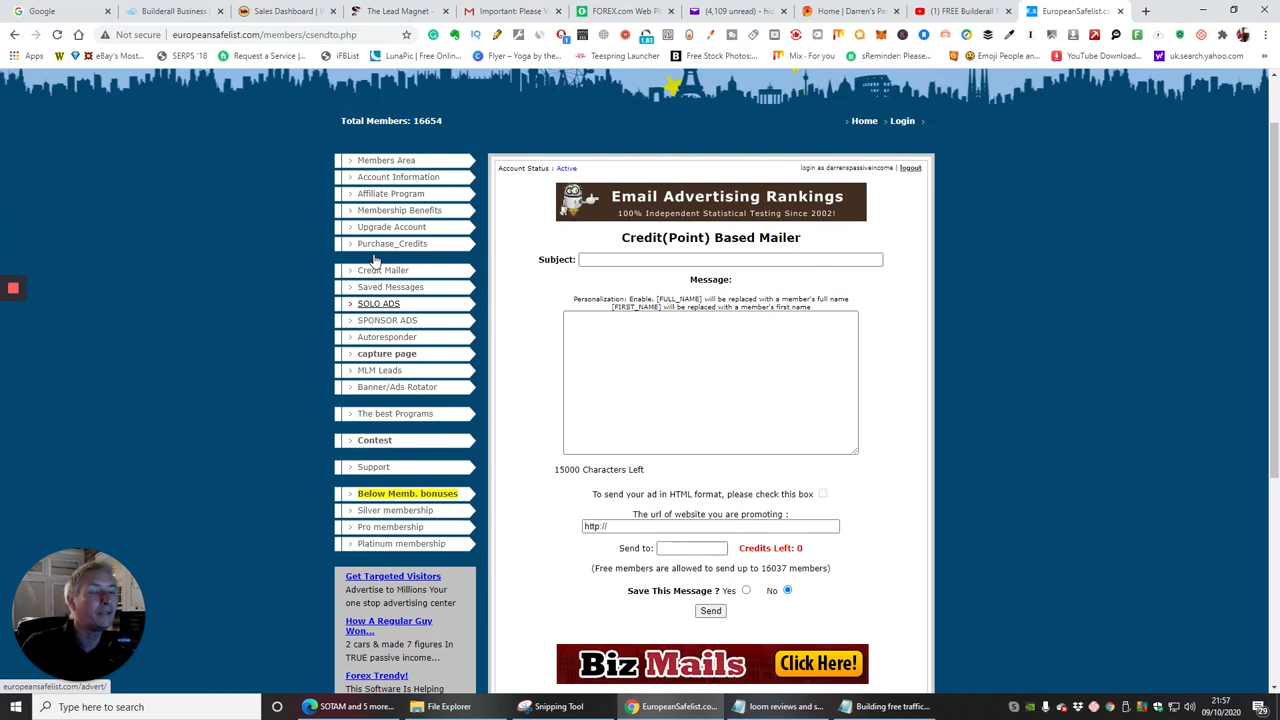 Google
Builderall Business
Sales Dashboard | W
The Lead Magnet -
Important: Please V
FOREX.com Web Pl
(4,109 unread) - hid
Home | Darren's Po
(1) FREE Builderall
EuropeanSafelist.co
Not secure | europeansafelist.com/members/csendto.php
Apps
SERPS '18
Request a Service |...
iFBList
LunaPic | Free Onlin...
Flyer – Yoga by the...
Teespring Launcher
Free Stock Photos:...
Mix · For you
sReminder : Please...
Emoji People and...
YouTube Download...
uk.search.yahoo.com
Total Members: 16654
Home
Login
Members Area
Account Information
Affiliate Program
Membership Benefits
Upgrade Account
Purchase_Credits
Credit Mailer
Saved Messages
SOLO ADS
SPONSOR ADS
Autoresponder
capture page
MLM Leads
Banner/Ads Rotator
The best Programs
Contest
Support
Below Memb. bonuses
Silver membership
Pro membership
Platinum membership
Get Targeted Visitors
Advertise to Millions Your
one stop advertising center
How A Regular Guy
Won...
2 cars & made 7 figures In
TRUE passive income...
Forex Trendy!
This Software Is Helping
Account Status : Active
login as darrenspassiveincome | logout
Email Advertising Rankings
100% Independent Statistical Testing Since 2002!
Credit(Point) Based Mailer
Subject:
Message:
Personalization: Enable. [FULL_NAME] will be replaced with a member's full name
[FIRST_NAME] will be replaced with a member's first name
15000 Characters Left
To send your ad in HTML format, please check this box
The url of website you are promoting :
http://
Send to:
Credits Left: 0
(Free members are allowed to send up to 16037 members)
Save This Message ? Yes
No
Send
Biz Mails Click Here!
europeansafelist.com/advert/
Type here to search
SOTAM and 5 more...
File Explorer
Snipping Tool
EuropeanSafelist.co...
loom reviews and s...
Building free traffic...
21:57
09/10/2020